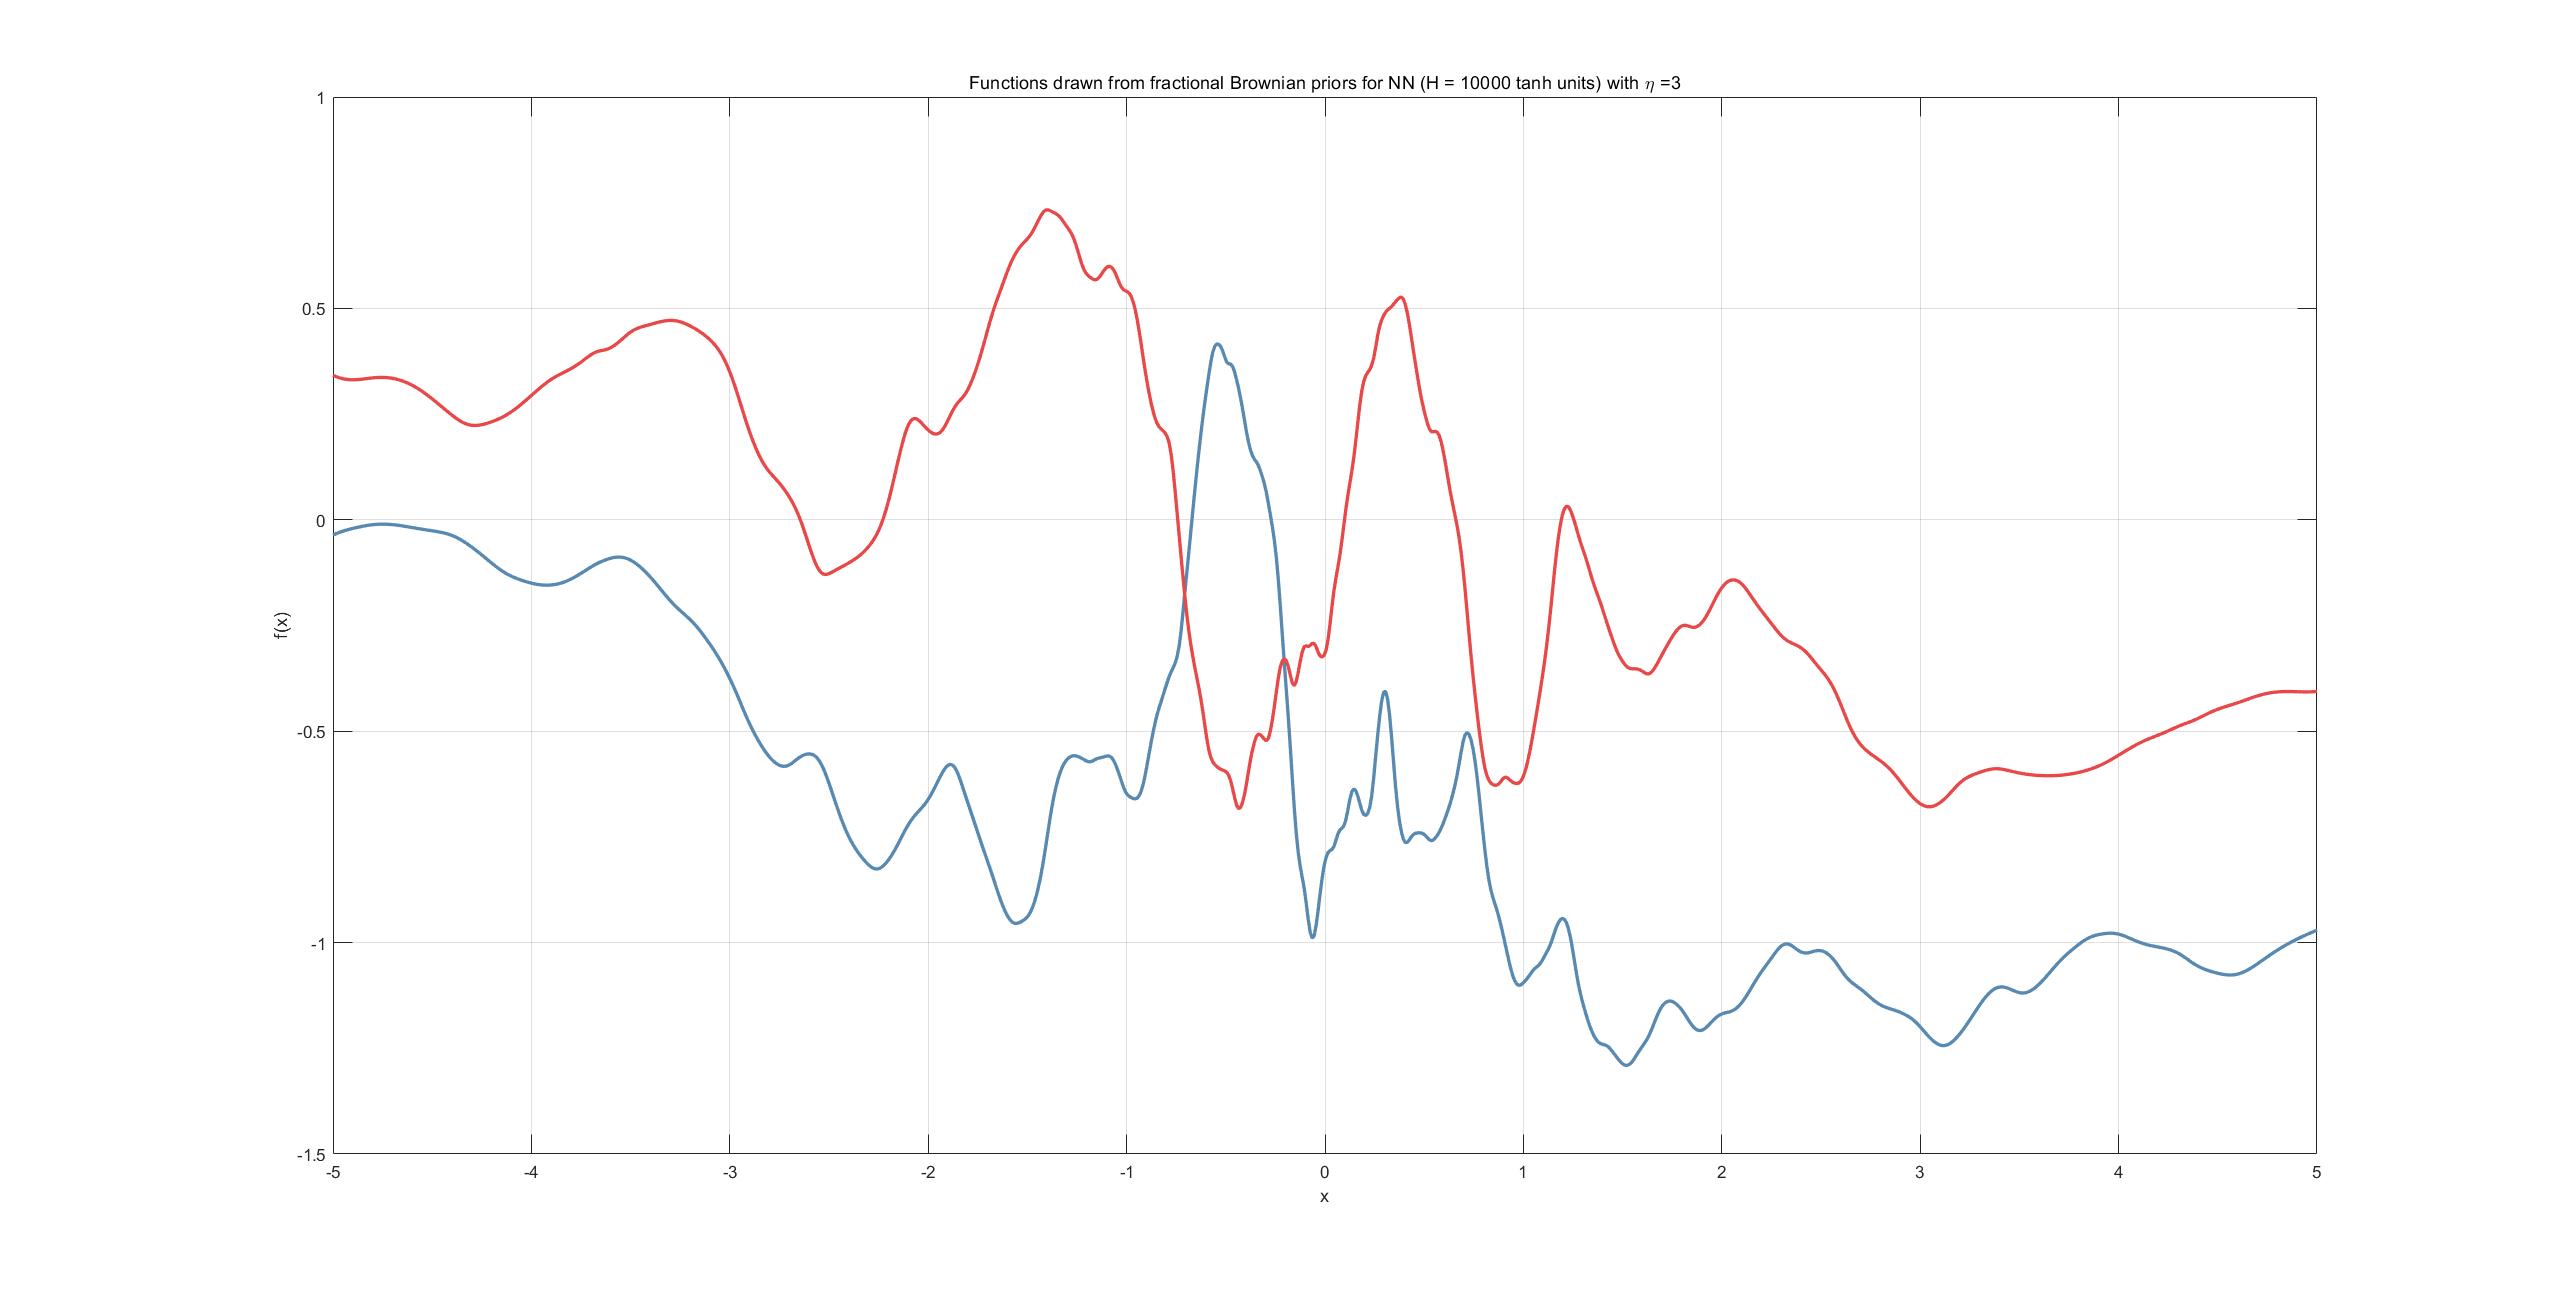 Functions drawn from fractional Brownian priors for NN (H = 10000 tanh units) with η =3
1
0.5
0
-0.5
-1
-1.5
f(x)
-5 -4 -3 -2 -1 0 1 2 3 4 5
x